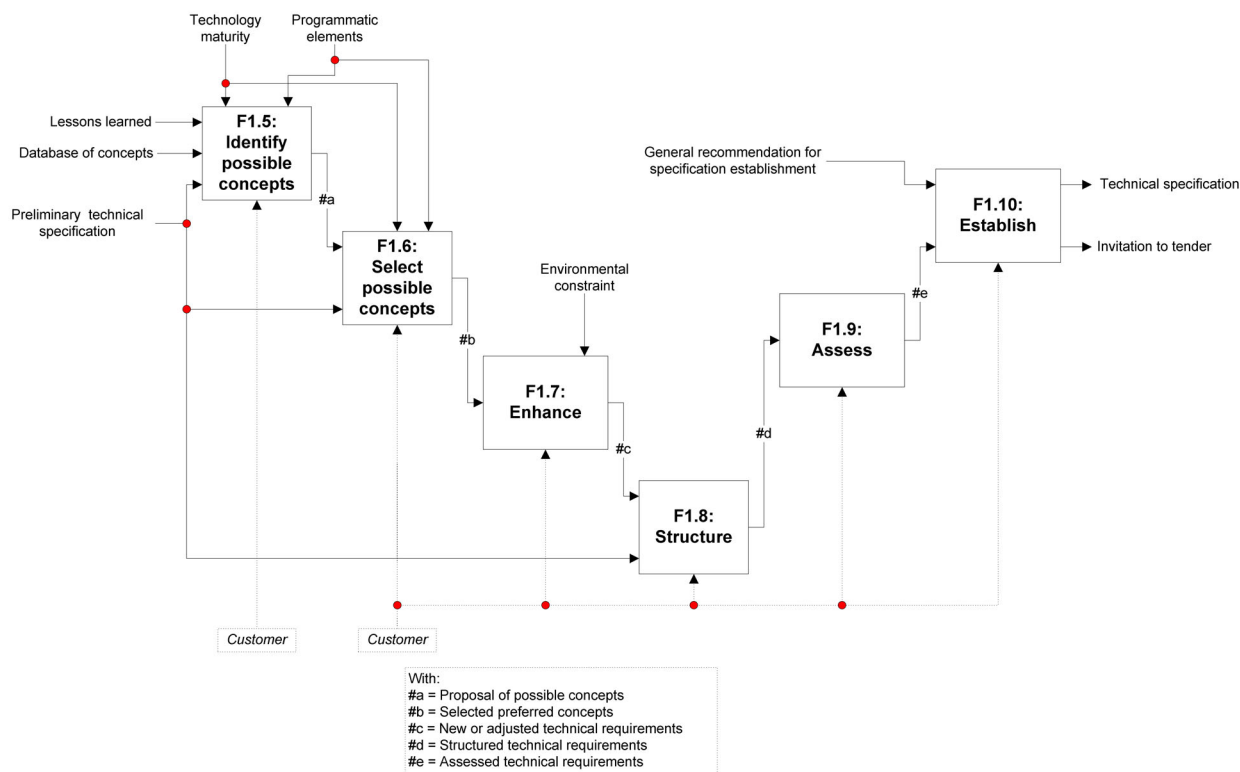 Technology
maturity
Programmatic
elements
Lessons learned
Database of concepts
Preliminary technical
specification
F1.5:
Identify
possible
concepts
#a
F1.6:
Select
possible
concepts
#b
Environmental
constraint
F1.7:
Enhance
#c
F1.8:
Structure
#d
F1.9:
Assess
#e
General recommendation for
specification establishment
F1.10:
Establish
Technical specification
Invitation to tender
Customer
Customer
With:
#a = Proposal of possible concepts
#b = Selected preferred concepts
#c = New or adjusted technical requirements
#d = Structured technical requirements
#e = Assessed technical requirements